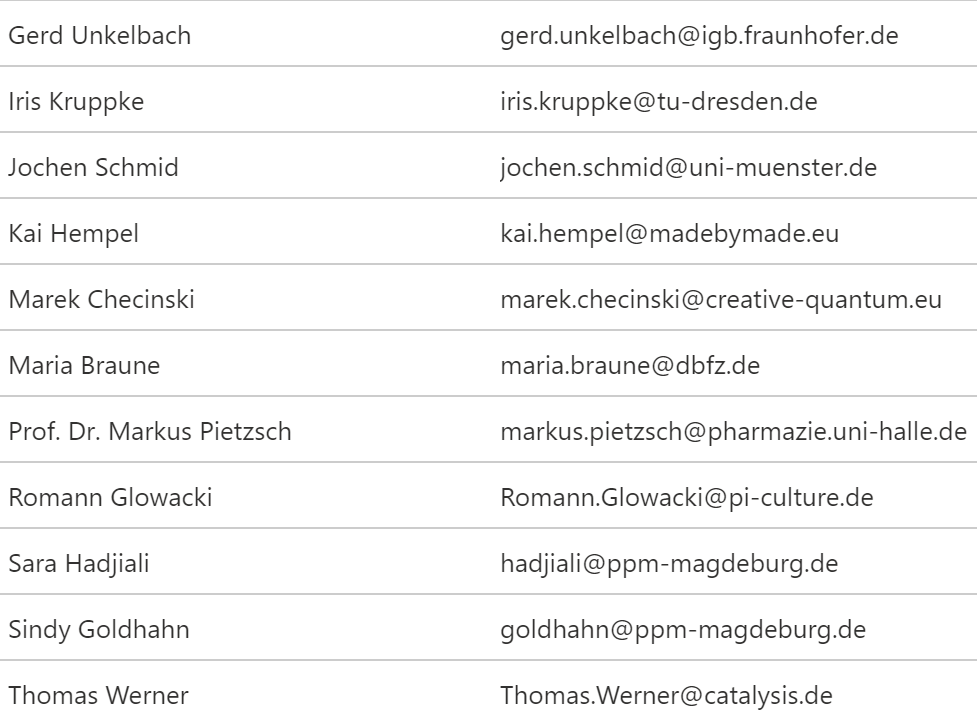 Gerd Unkelbach gerd.unkelbach@igb.fraunhofer.de
Iris Kruppke iris.kruppke@tu-dresden.de
Jochen Schmid jochen.schmid@uni-muenster.de
Kai Hempel kai.hempel@madebymade.eu
Marek Checinski marek.checinski@creative-quantum.eu
Maria Braune maria.braune@dbfz.de
Prof. Dr. Markus Pietzsch markus.pietzsch@pharmazie.uni-halle.de
Romann Glowacki Romann.Glowacki@pi-culture.de
Sara Hadjiali hadjiali@ppm-magdeburg.de
Sindy Goldhahn goldhahn@ppm-magdeburg.de
Thomas Werner Thomas.Werner@catalysis.de